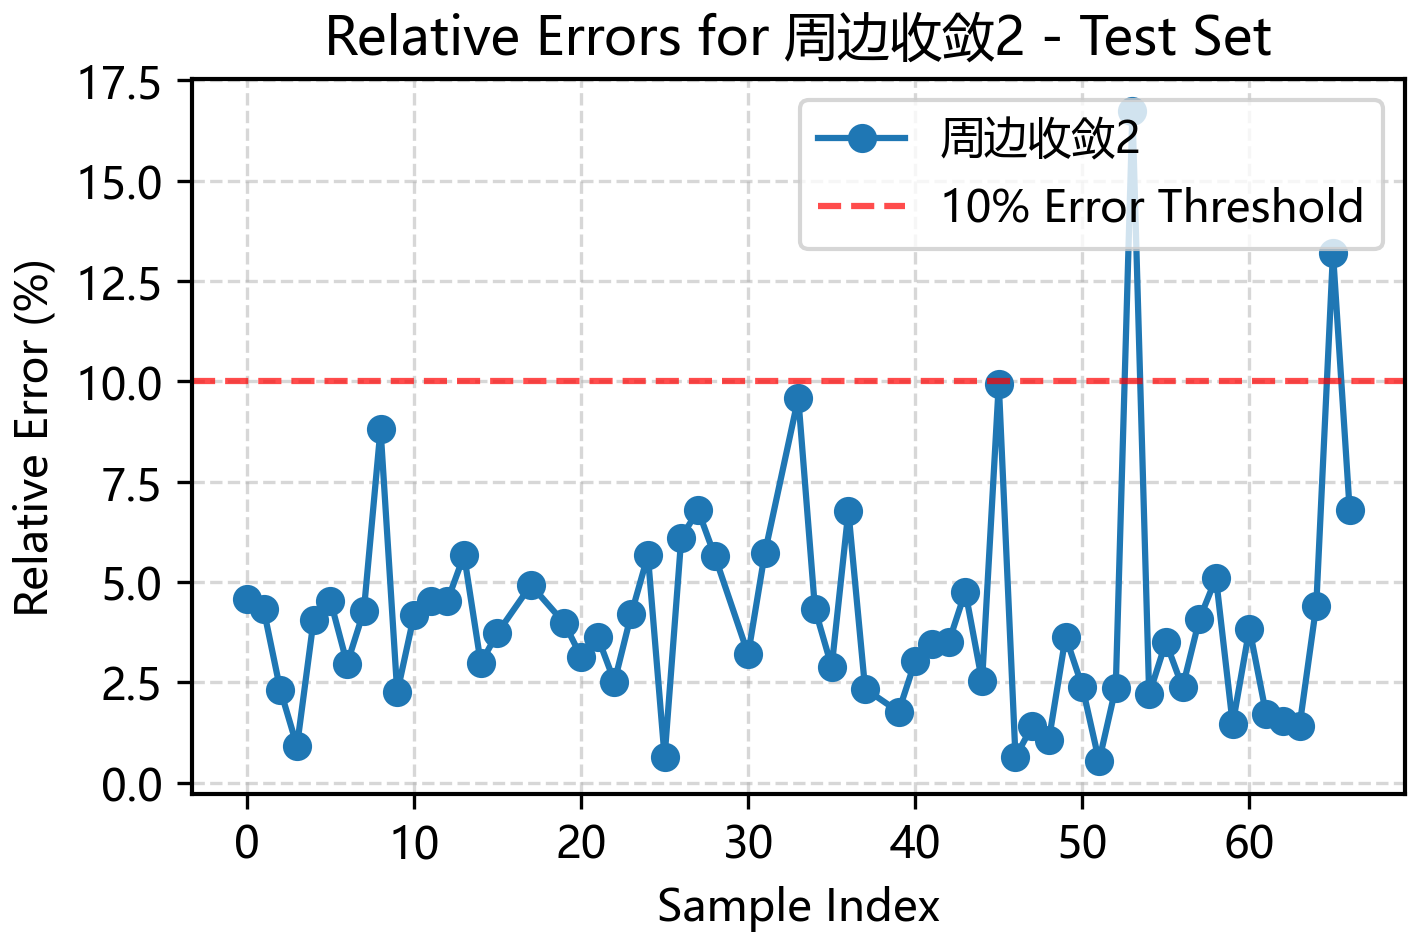 Relative Errors for 周边收敛2 - Test Set
17.5
15.0
12.5
10.0
7.5
5.0
2.5
0.0
Relative Error (%)
周边收敛2
10% Error Threshold
0 10 20 30 40 50 60
Sample Index